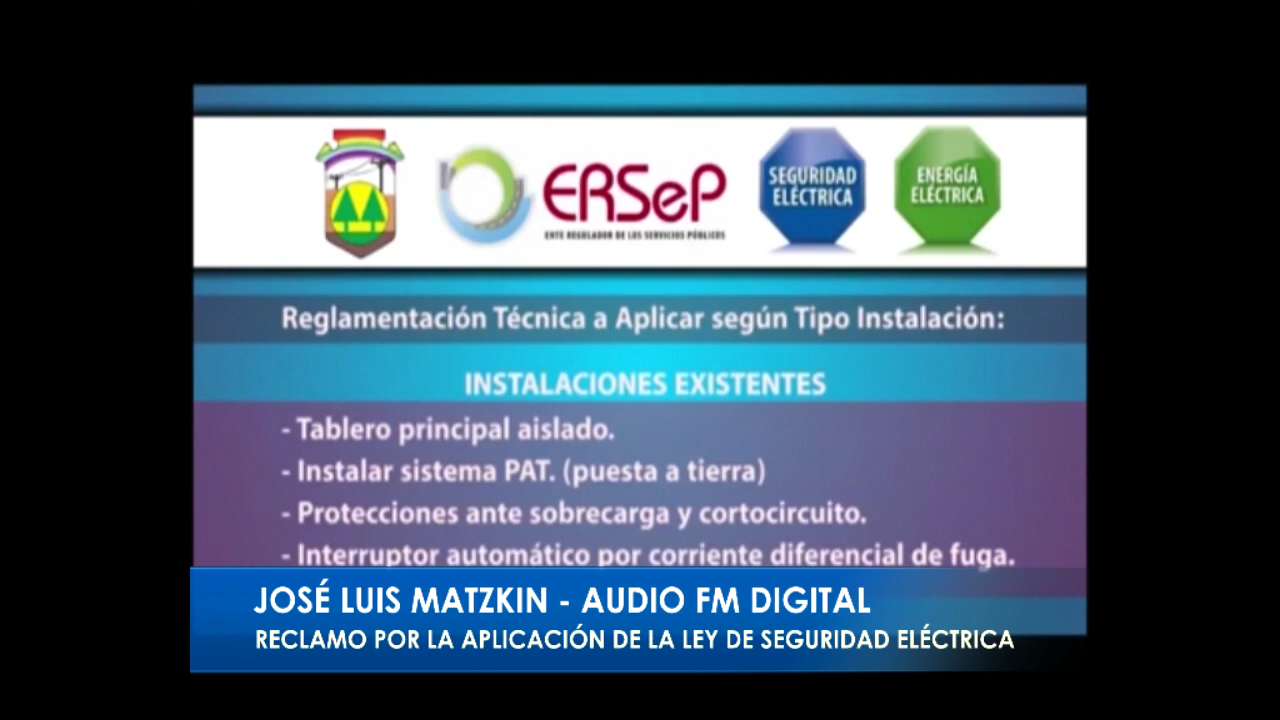 ERSeP
ENTE REGULADOR DE LOS SERVICIOS PÚBLICOS
SEGURIDAD
ELÉCTRICA
ENERGÍA
ELÉCTRICA
Reglamentación Técnica a Aplicar según Tipo Instalación:
INSTALACIONES EXISTENTES
- Tablero principal aislado.
- Instalar sistema PAT. (puesta a tierra)
- Protecciones ante sobrecarga y cortocircuito.
- Interruptor automático por corriente diferencial de fuga.
JOSÉ LUIS MATZKIN - AUDIO FM DIGITAL
RECLAMO POR LA APLICACIÓN DE LA LEY DE SEGURIDAD ELÉCTRICA